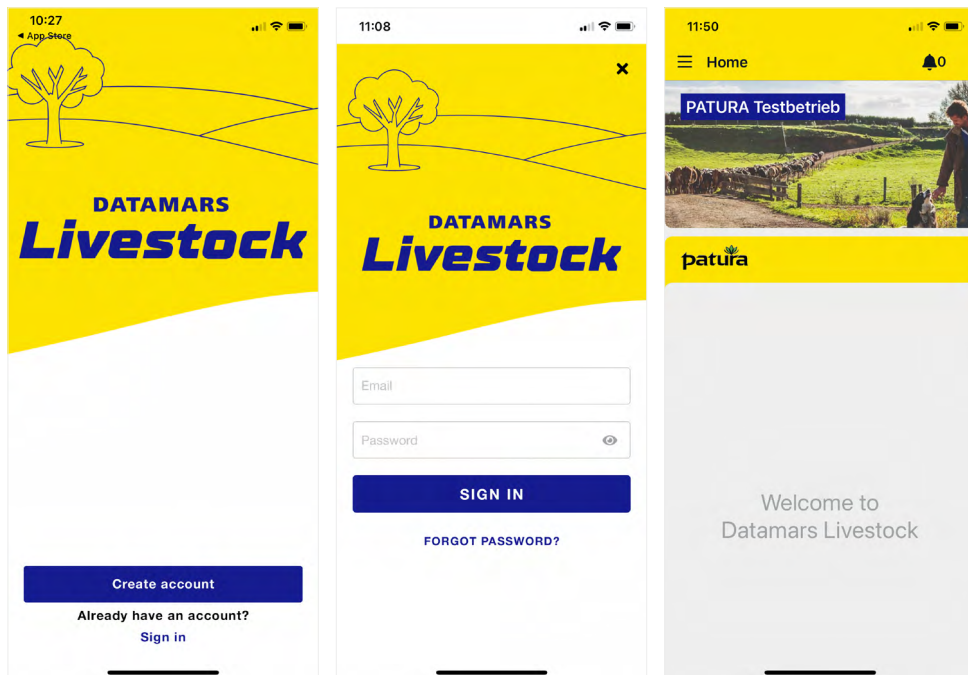 10:27
◄ App Store
DATAMARS
Livestock
Create account
Already have an account?
Sign in
11:08
DATAMARS
Livestock
Email
Password
SIGN IN
FORGOT PASSWORD?
11:50
Home
0
PATURA Testbetrieb
patura
Welcome to
Datamars Livestock